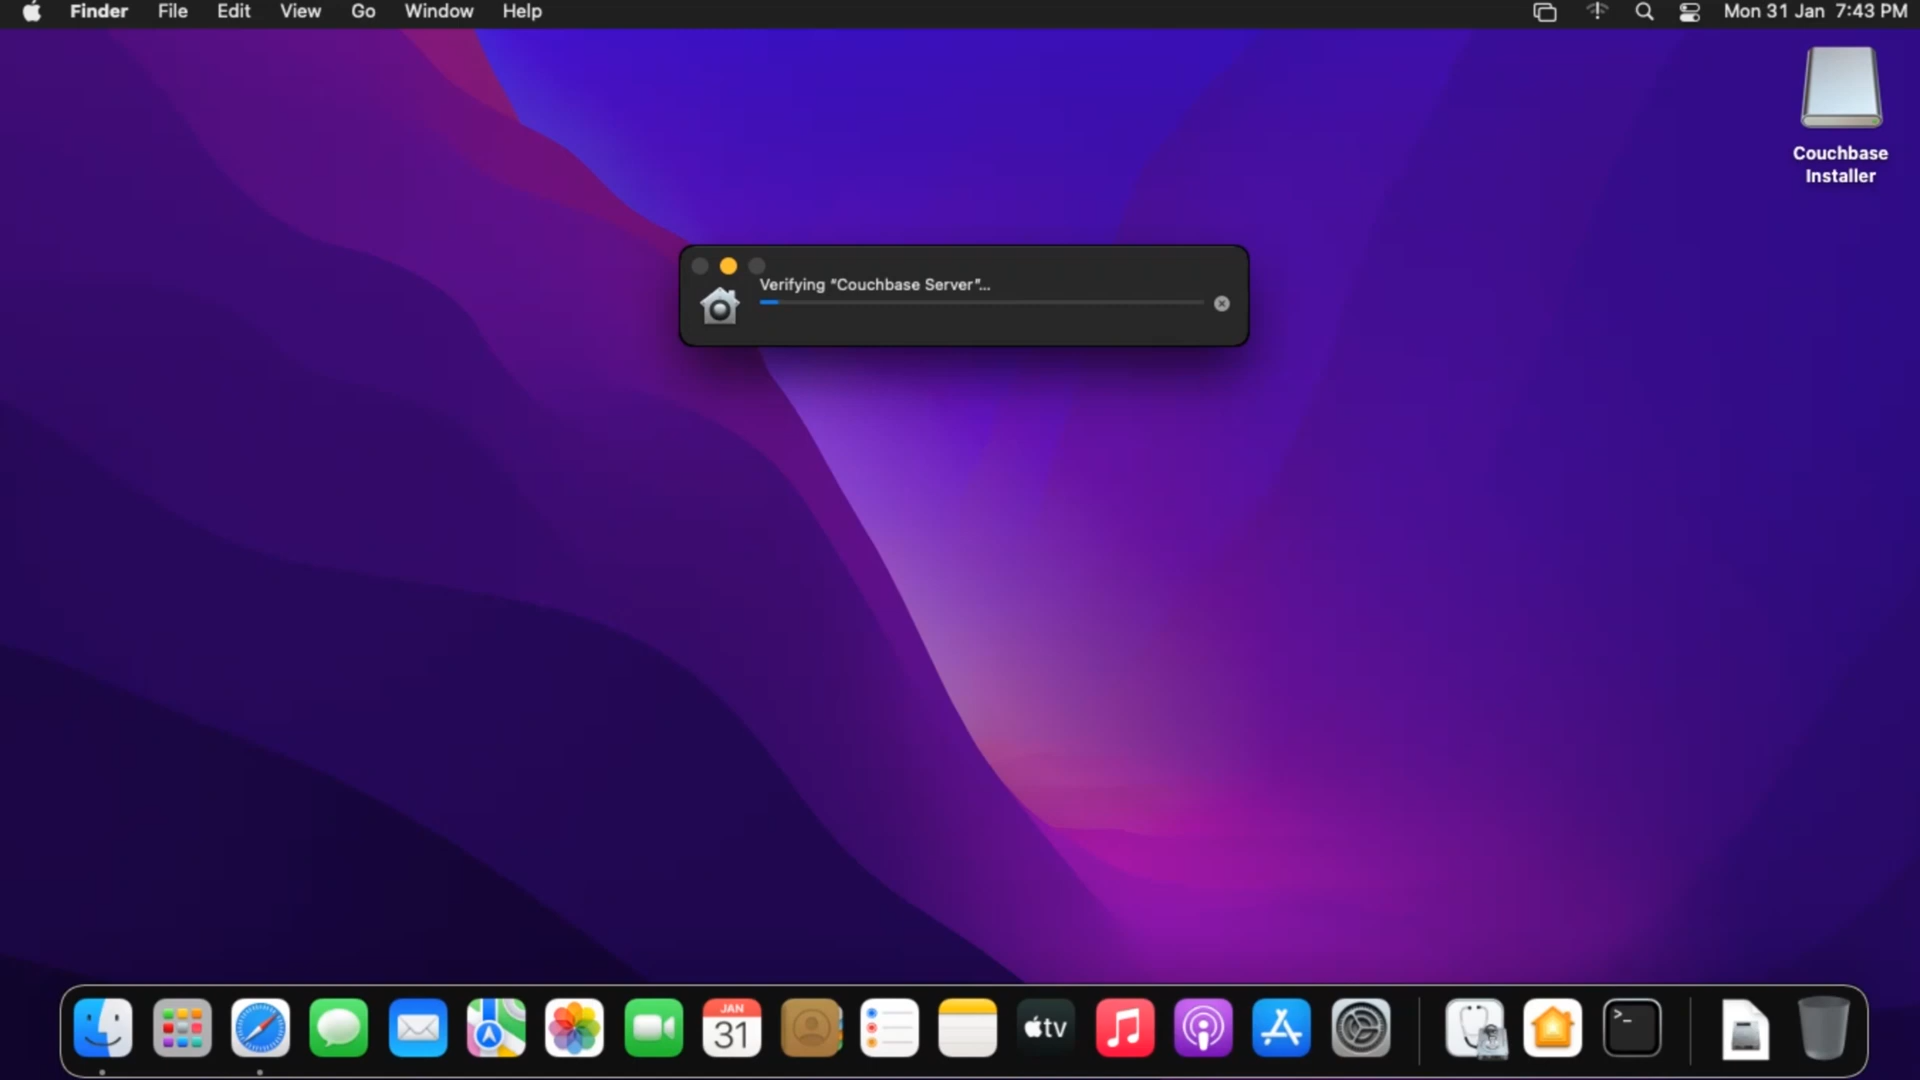 Finder File Edit View Go Window Help
Mon 31 Jan 7:43 PM
Couchbase
Installer
Verifying "Couchbase Server"...
JAN
31
tv
>_